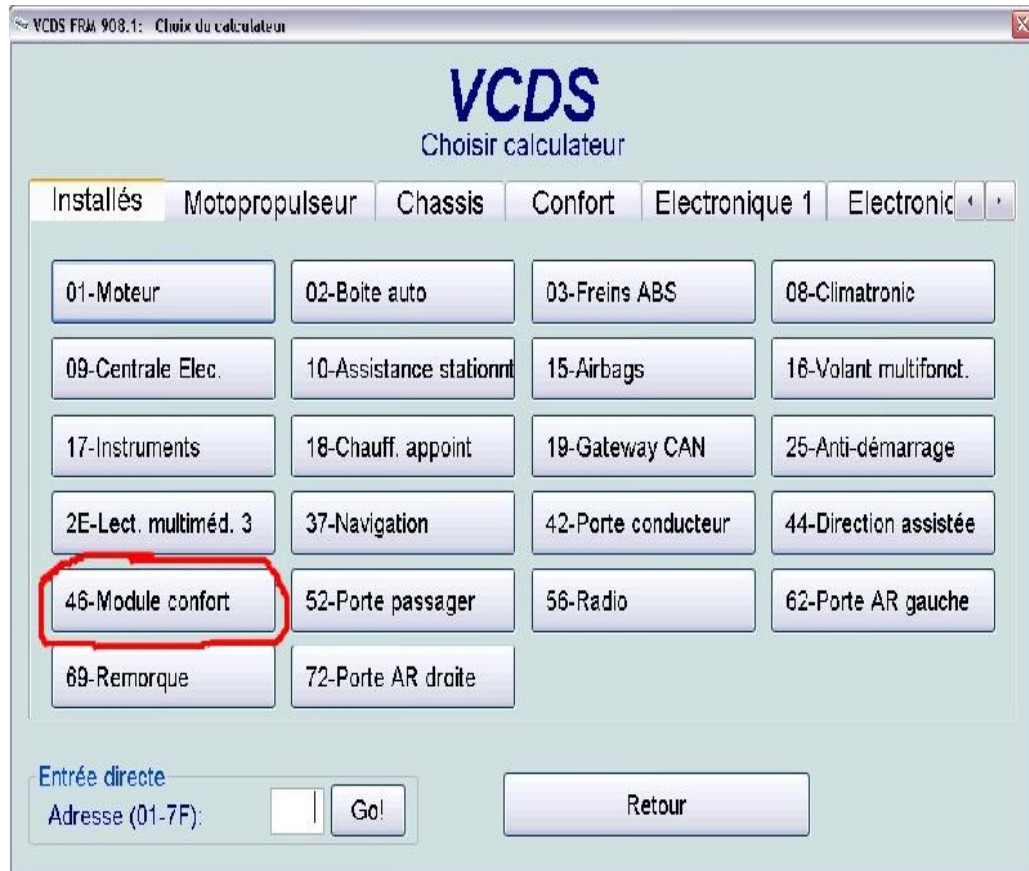 VCDS FRM 908.1: Choix du calculateur
VCDS
Choisir calculateur
Installés Motopropulseur Chassis Confort Electronique 1 Electronic
01-Moteur 02-Boite auto 03-Freins ABS 08-Climatronic
09-Centrale Elec. 10-Assistance stationnt 15-Airbags 16-Volant multifonct.
17-Instruments 18-Chauff. appoint 19-Gateway CAN 25-Anti-démarrage
2E-Lect. multiméd. 3 37-Navigation 42-Porte conducteur 44-Direction assistée
46-Module confort 52-Porte passager 56-Radio 62-Porte AR gauche
69-Remorque 72-Porte AR droite
Entrée directe
Adresse (01-7F): Go! Retour